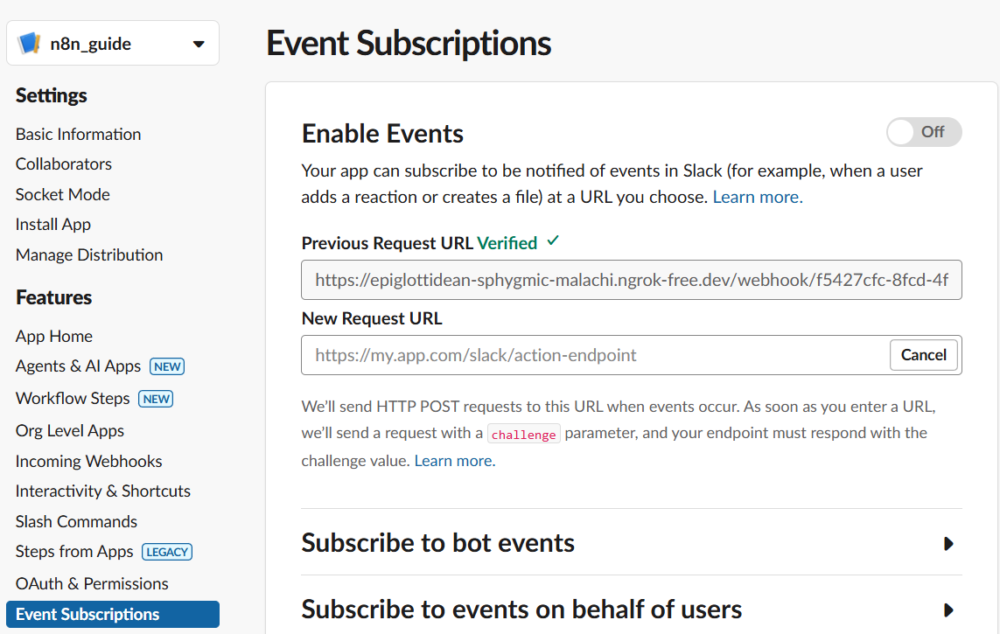 n8n_guide
Settings
Basic Information
Collaborators
Socket Mode
Install App
Manage Distribution
Features
App Home
Agents & AI Apps NEW
Workflow Steps NEW
Org Level Apps
Incoming Webhooks
Interactivity & Shortcuts
Slash Commands
Steps from Apps LEGACY
OAuth & Permissions
Event Subscriptions
Event Subscriptions
Enable Events
Off
Your app can subscribe to be notified of events in Slack (for example, when a user
adds a reaction or creates a file) at a URL you choose. Learn more.
Previous Request URL Verified ✓
https://epiglottidean-sphygmic-malachi.ngrok-free.dev/webhook/f5427cfc-8fcd-4f
New Request URL
https://my.app.com/slack/action-endpoint
Cancel
We’ll send HTTP POST requests to this URL when events occur. As soon as you enter a URL,
we’ll send a request with a challenge parameter, and your endpoint must respond with the
challenge value. Learn more.
Subscribe to bot events
Subscribe to events on behalf of users